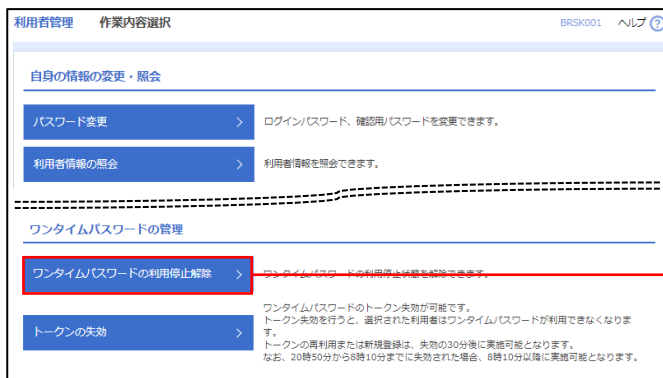 利用者管理 作業内容選択 BRSK001 ヘルプ ?
自身の情報の変更・照会
パスワード変更 ログインパスワード、確認用パスワードを変更できます。
利用者情報の照会 利用者情報を照会できます。
ワンタイムパスワードの管理
ワンタイムパスワードの利用停止解除 ワンタイムパスワードの利用停止状態を解除できます。
ワンタイムパスワードのトークン失効が可能です。
トークン失効を行うと、選択された利用者はワンタイムパスワードが利用できなくなりま
す。
トークンの失効
トークンの再利用または新規登録は、失効の30分後に実施可能となります。
なお、20時50分から8時10分までに失効された場合、8時10分以降に実施可能となります。